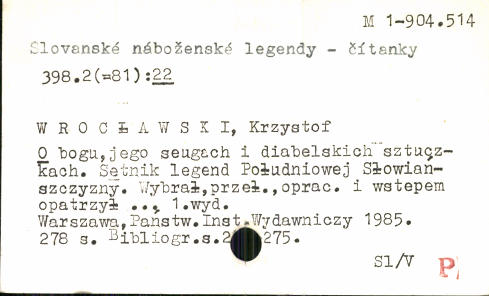 M 1-904.514
Slovanské náboženské legendy - čítanky
398.2(=81):22
W R O C Ł A W S K I, Krzystof
O bogu,jego seugach i diabelskich sztucz-
kach. Setnik legend Południowej Słowian-
szczyzny. Wybrał,przeł.,oprac. i wstepem
opatrzył ... 1.wyd.
Warszawa,Państw.Inst.Wydawniczy 1985.
278 s. Bibliogr.s.2 275.
Sl/V P